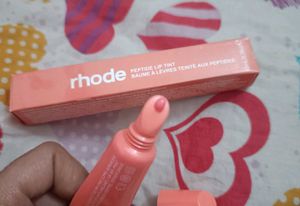 rhode
PEPTIDE LIP TINT
BAUME À LÈVRES TEINTÉ AUX PEPTIDES